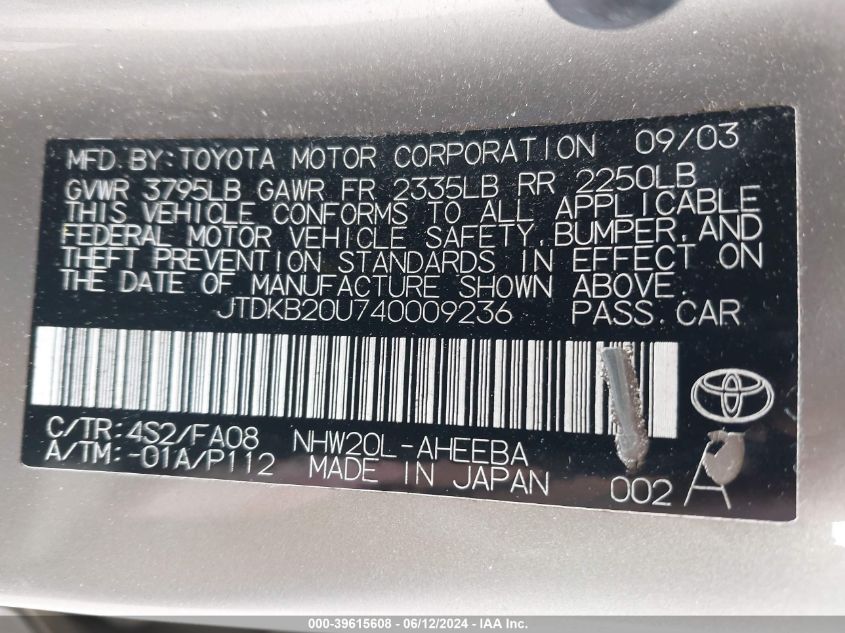 MFD. BY: TOYOTA MOTOR CORPORATION 09/03
GVWR 3795LB GAWR FR 2335LB RR 2250LB
THIS VEHICLE CONFORMS TO ALL APPLICABLE
FEDERAL MOTOR VEHICLE SAFETY, BUMPER, AND
THEFT PREVENTION STANDARDS IN EFFECT ON
THE DATE OF MANUFACTURE SHOWN ABOVE.
JTDKB20U740009236 PASS. CAR
C/TR: 4S2/FA08 NHW20L-AHEEBA
A/TM: -01A/P112 MADE IN JAPAN 002 A
000-39615608 - 06/12/2024 - IAA Inc.